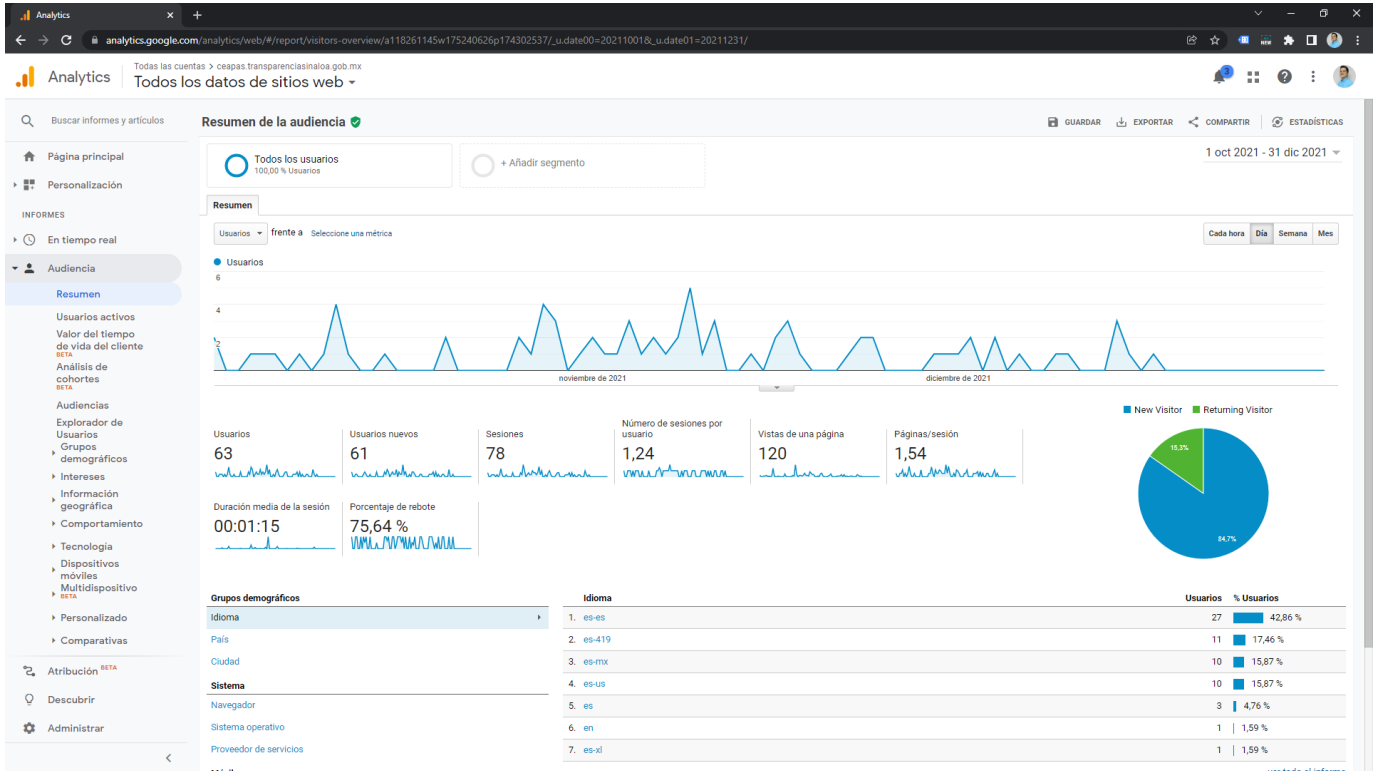 Analytics
analytics.google.com/analytics/web/#/report/visitors-overview/a118261145w175240626p174302537/_u.date00=20211001&_u.date01=20211231/
NEW
Analytics
Todas las cuentas > ceapas.transparenciasinaloa.gob.mx
Todos los datos de sitios web
3
Buscar informes y artículos
Página principal
Personalización
INFORMES
En tiempo real
Audiencia
Resumen
Usuarios activos
Valor del tiempo
de vida del cliente
BETA
Análisis de
cohortes
BETA
Audiencias
Explorador de
Usuarios
Grupos
demográficos
Intereses
Información
geográfica
Comportamiento
Tecnología
Dispositivos
móviles
Multidispositivo
BETA
Personalizado
Comparativas
Atribución BETA
Descubrir
Administrar
Resumen de la audiencia
GUARDAR EXPORTAR COMPARTIR ESTADÍSTICAS
Todos los usuarios
100,00 % Usuarios
+ Añadir segmento
1 oct 2021 - 31 dic 2021
Resumen
Usuarios frente a Seleccione una métrica
Cada hora Día Semana Mes
Usuarios
6
4
2
noviembre de 2021 diciembre de 2021
New Visitor Returning Visitor
15,3%
84,7%
Usuarios
63
Usuarios nuevos
61
Sesiones
78
Número de sesiones por
usuario
1,24
Vistas de una página
120
Páginas/sesión
1,54
Duración media de la sesión
00:01:15
Porcentaje de rebote
75,64 %
Grupos demográficos
Idioma
País
Ciudad
Sistema
Navegador
Sistema operativo
Proveedor de servicios
Idioma Usuarios % Usuarios
1. es-es 27 42,86 %
2. es-419 11 17,46 %
3. es-mx 10 15,87 %
4. es-us 10 15,87 %
5. es 3 4,76 %
6. en 1 1,59 %
7. es-xl 1 1,59 %